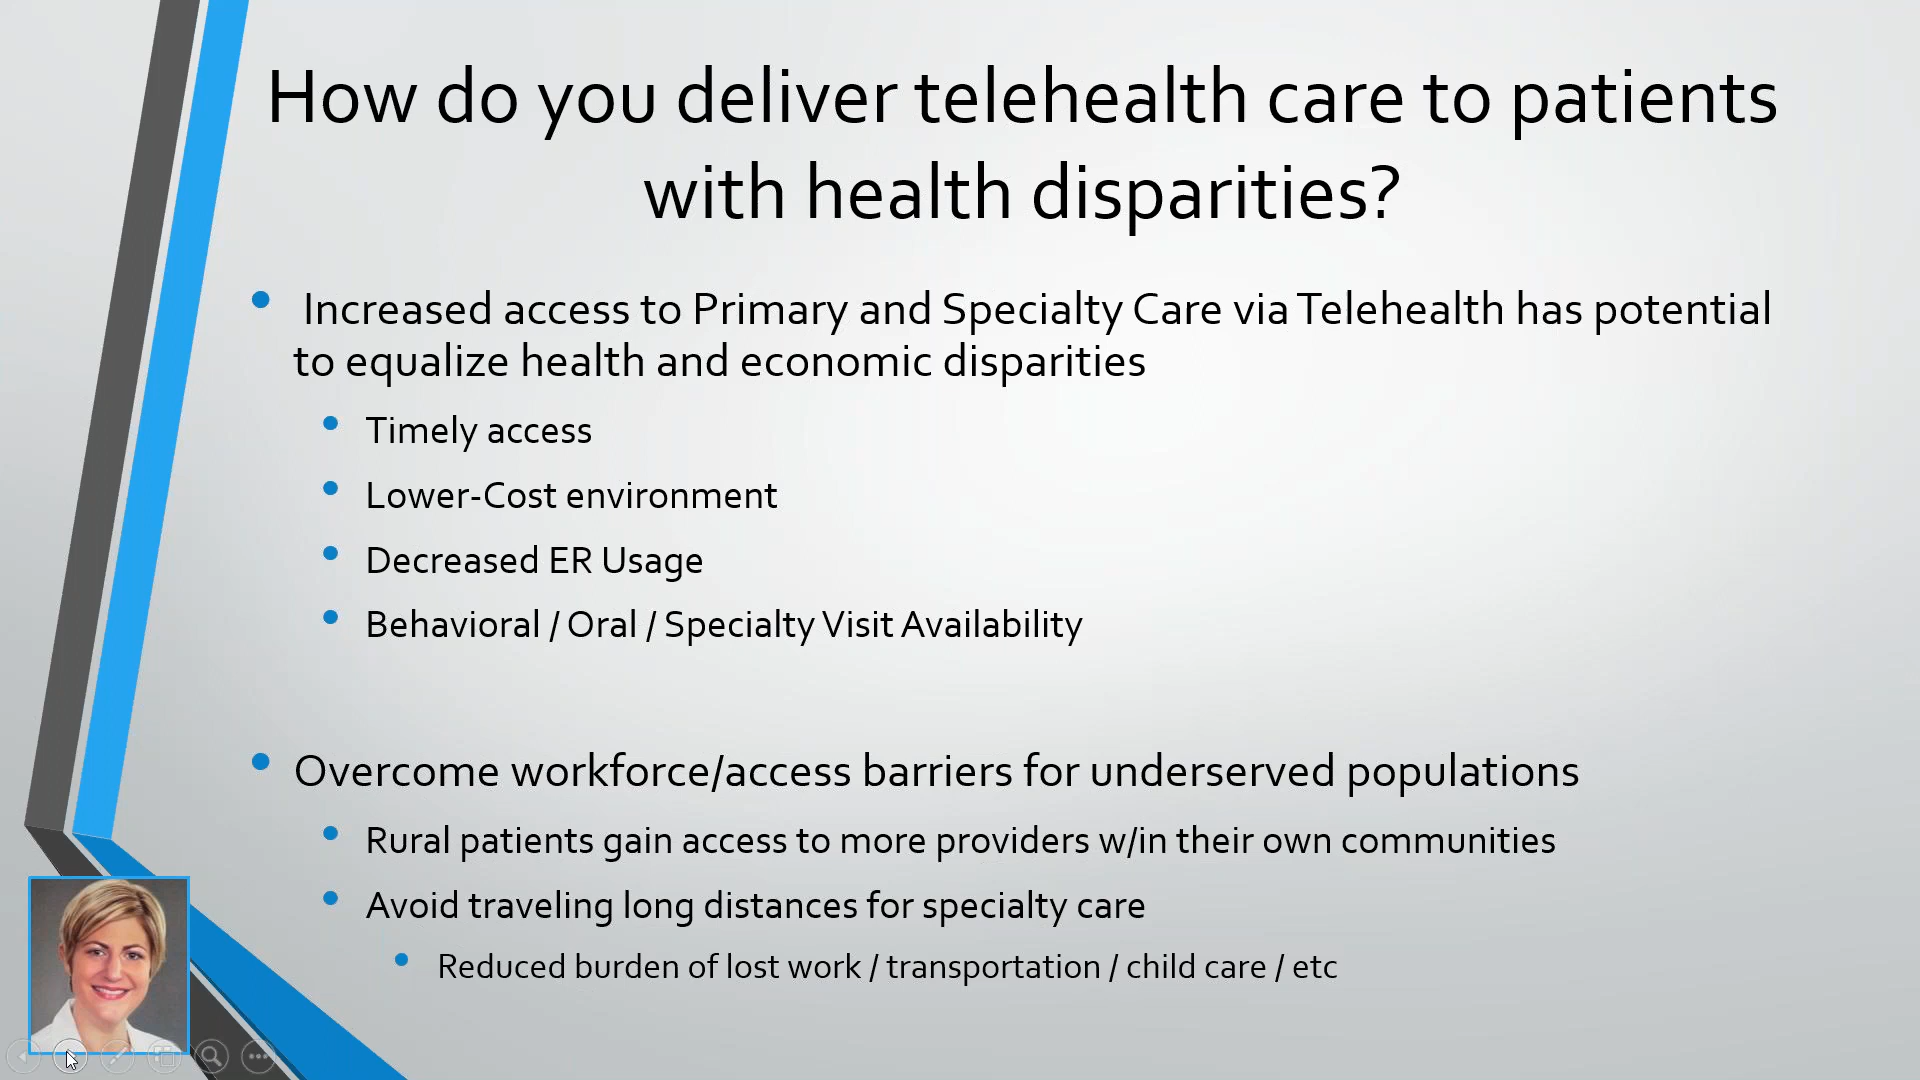 How do you deliver telehealth care to patients
with health disparities?
Increased access to Primary and Specialty Care via Telehealth has potential
to equalize health and economic disparities
Timely access
Lower-Cost environment
Decreased ER Usage
Behavioral / Oral / Specialty Visit Availability
Overcome workforce/access barriers for underserved populations
Rural patients gain access to more providers w/in their own communities
Avoid traveling long distances for specialty care
Reduced burden of lost work / transportation / child care / etc